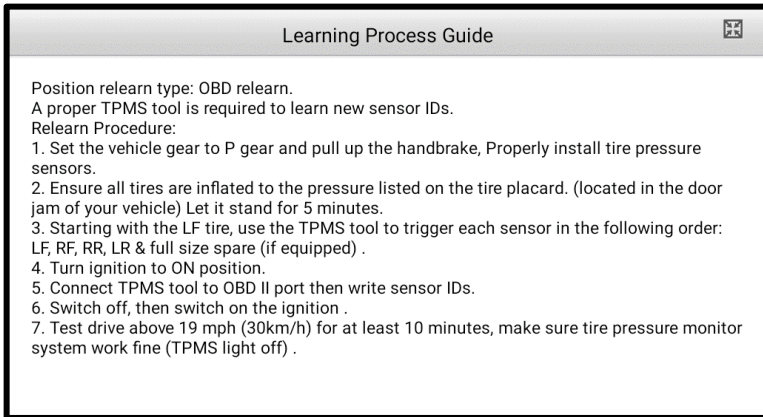 Learning Process Guide
Position relearn type: OBD relearn.
A proper TPMS tool is required to learn new sensor IDs.
Relearn Procedure:
1. Set the vehicle gear to P gear and pull up the handbrake, Properly install tire pressure
sensors.
2. Ensure all tires are inflated to the pressure listed on the tire placard. (located in the door
jam of your vehicle) Let it stand for 5 minutes.
3. Starting with the LF tire, use the TPMS tool to trigger each sensor in the following order:
LF, RF, RR, LR & full size spare (if equipped) .
4. Turn ignition to ON position.
5. Connect TPMS tool to OBD II port then write sensor IDs.
6. Switch off, then switch on the ignition .
7. Test drive above 19 mph (30km/h) for at least 10 minutes, make sure tire pressure monitor
system work fine (TPMS light off) .